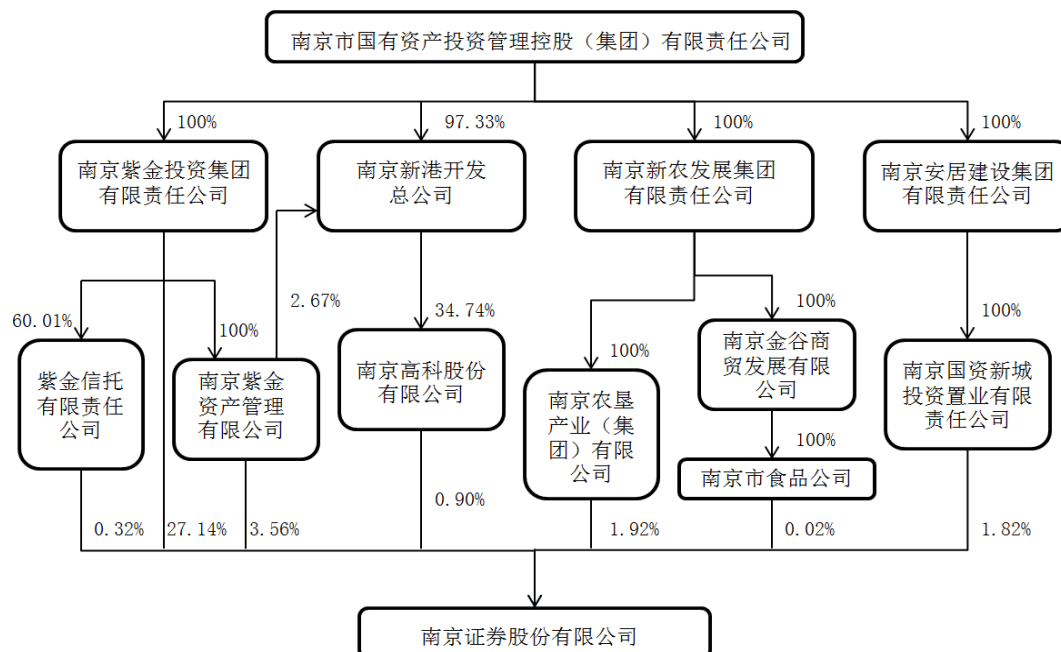 南京市国有资产投资管理控股（集团）有限责任公司
100%
97.33%
100%
100%
南京紫金投资集团
有限责任公司
南京新港开发
总公司
南京新农发展集团
有限责任公司
南京安居建设集团
有限责任公司
60.01%
100%
2.67%
34.74%
100%
100%
100%
紫金信托
有限责任
公司
南京紫金
资产管理
有限公司
南京高科股份
有限公司
南京农垦
产业（集
团）有限
公司
南京金谷商
贸发展有限
公司
100%
南京市食品公司
南京国资新城
投资置业有限
责任公司
0.32%
27.14%
3.56%
0.90%
1.92%
0.02%
1.82%
南京证券股份有限公司